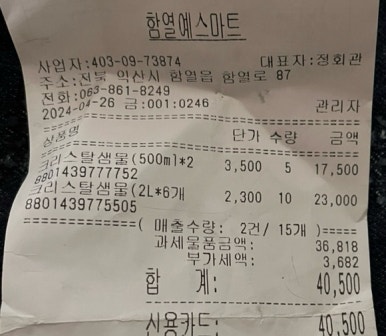 함열예스마트
사업자:403-09-73874 대표자:정회관
주소:전북 익산시 함열읍 함열로 87
전화:063-861-8249
2024-04-26 금:001:0246 관리자
상품명 단가 수량 금액
크리스탈샘물(500ml*2 3,500 5 17,500
8801439777752
크리스탈샘물(2L*6개 2,300 10 23,000
8801439775505
======( 매출수량: 2건/ 15개 )====
과세물품금액: 36,818
부가세액: 3,682
합 계: 40,500
신용카드: 40,500